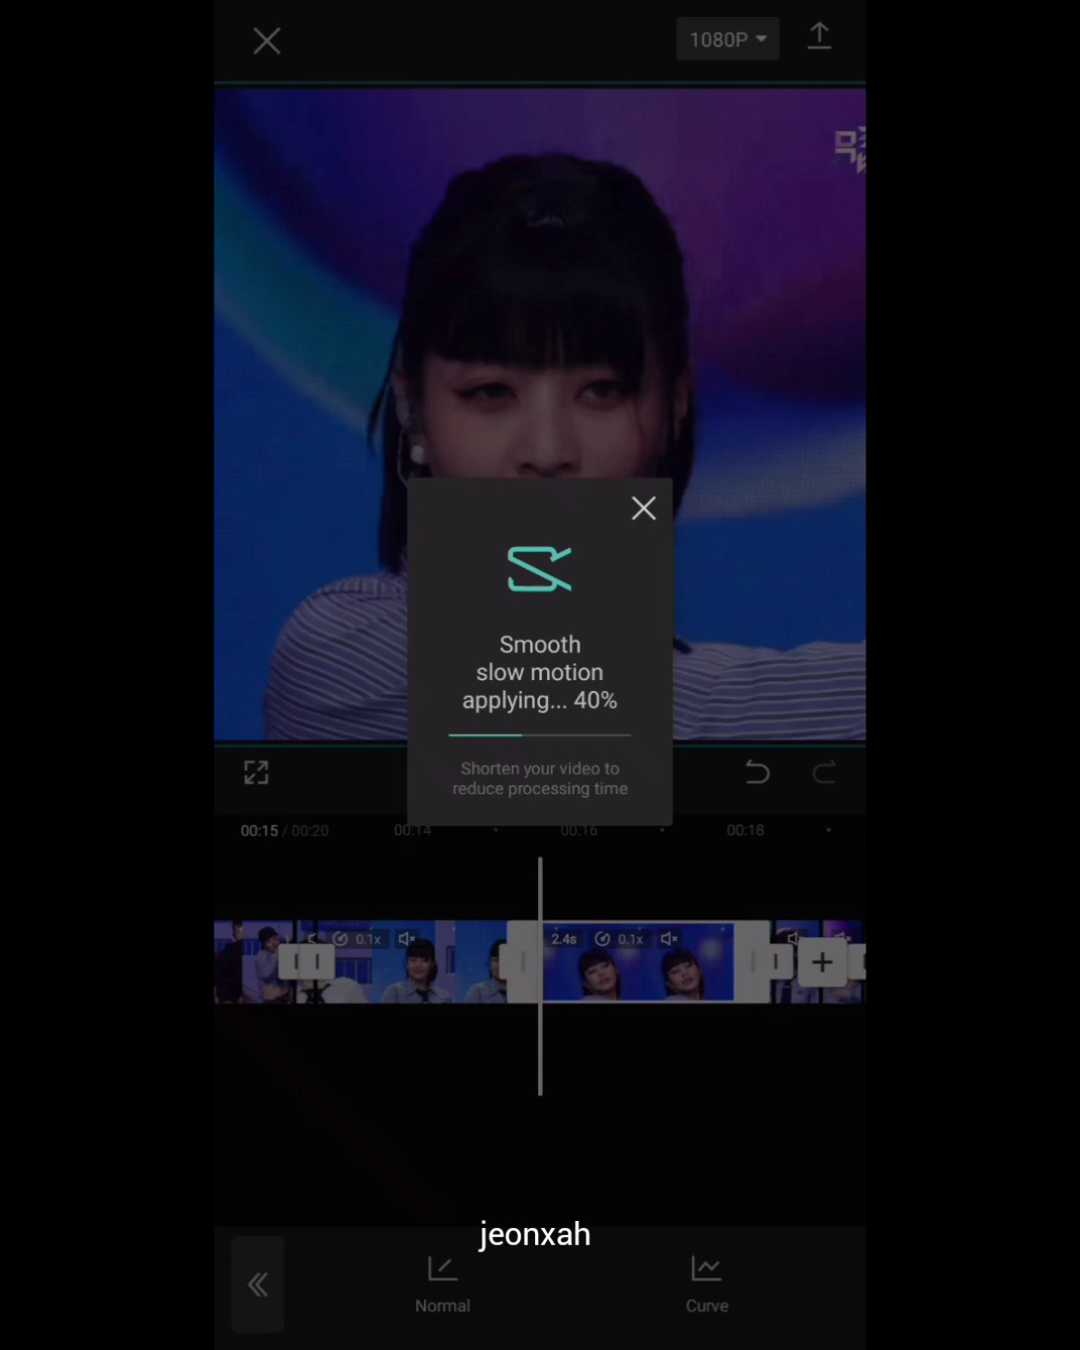 1080P
Smooth
slow motion
applying... 40%
Shorten your video to
reduce processing time
00:15 / 00:20
00:14
00:16
00:18
0.1x
2.4s
0.1x
jeonxah
Normal
Curve